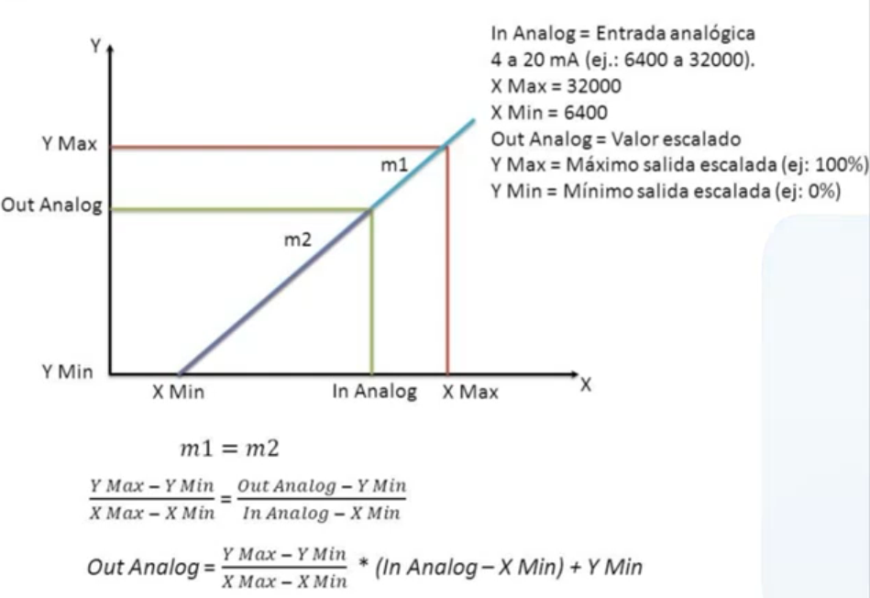 In Analog = Entrada analógica
4 a 20 mA (ej.: 6400 a 32000).
X Max = 32000
X Min = 6400
Out Analog = Valor escalado
Y Max = Máximo salida escalada (ej: 100%)
Y Min = Mínimo salida escalada (ej: 0%)
Y
Y Max
m1
Out Analog
m2
Y Min
X Min
In Analog
X Max
X
m1 = m2
Y Max − Y Min / X Max − X Min = Out Analog − Y Min / In Analog − X Min
Out Analog = Y Max − Y Min / X Max − X Min * (In Analog – X Min) + Y Min